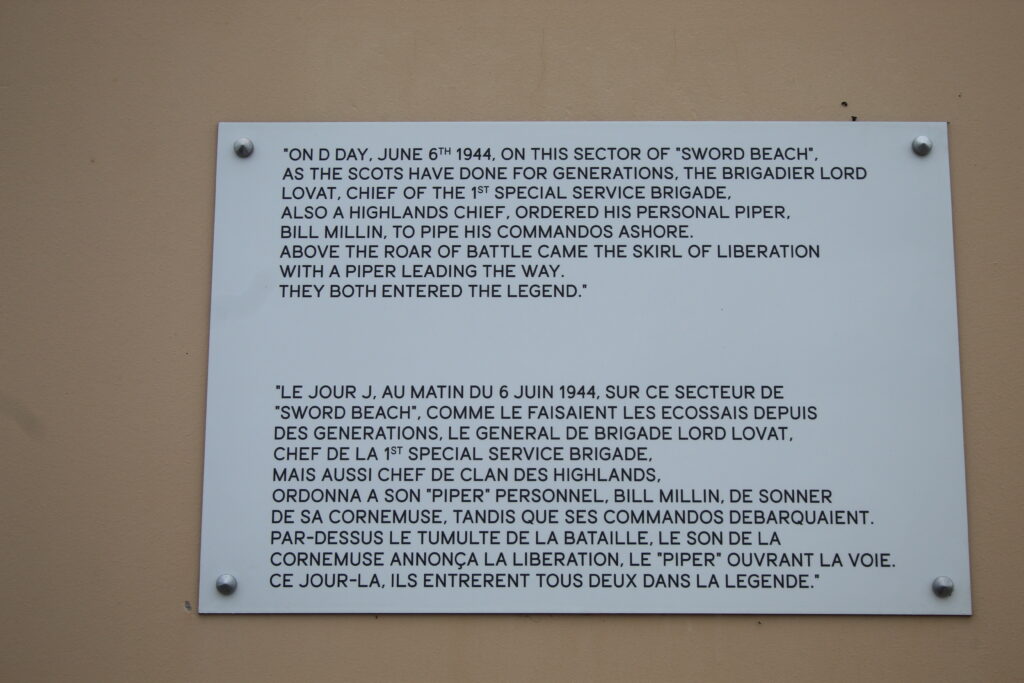 "ON D DAY, JUNE 6TH 1944, ON THIS SECTOR OF "SWORD BEACH",
AS THE SCOTS HAVE DONE FOR GENERATIONS, THE BRIGADIER LORD
LOVAT, CHIEF OF THE 1ST SPECIAL SERVICE BRIGADE,
ALSO A HIGHLANDS CHIEF, ORDERED HIS PERSONAL PIPER,
BILL MILLIN, TO PIPE HIS COMMANDOS ASHORE.
ABOVE THE ROAR OF BATTLE CAME THE SKIRL OF LIBERATION
WITH A PIPER LEADING THE WAY.
THEY BOTH ENTERED THE LEGEND."
"LE JOUR J, AU MATIN DU 6 JUIN 1944, SUR CE SECTEUR DE
"SWORD BEACH", COMME LE FAISAIENT LES ECOSSAIS DEPUIS
DES GENERATIONS, LE GENERAL DE BRIGADE LORD LOVAT,
CHEF DE LA 1ST SPECIAL SERVICE BRIGADE,
MAIS AUSSI CHEF DE CLAN DES HIGHLANDS,
ORDONNA A SON "PIPER" PERSONNEL, BILL MILLIN, DE SONNER
DE SA CORNEMUSE, TANDIS QUE SES COMMANDOS DEBARQUAIENT.
PAR-DESSUS LE TUMULTE DE LA BATAILLE, LE SON DE LA
CORNEMUSE ANNONÇA LA LIBERATION, LE "PIPER" OUVRANT LA VOIE.
CE JOUR-LA, ILS ENTRERENT TOUS DEUX DANS LA LEGENDE."